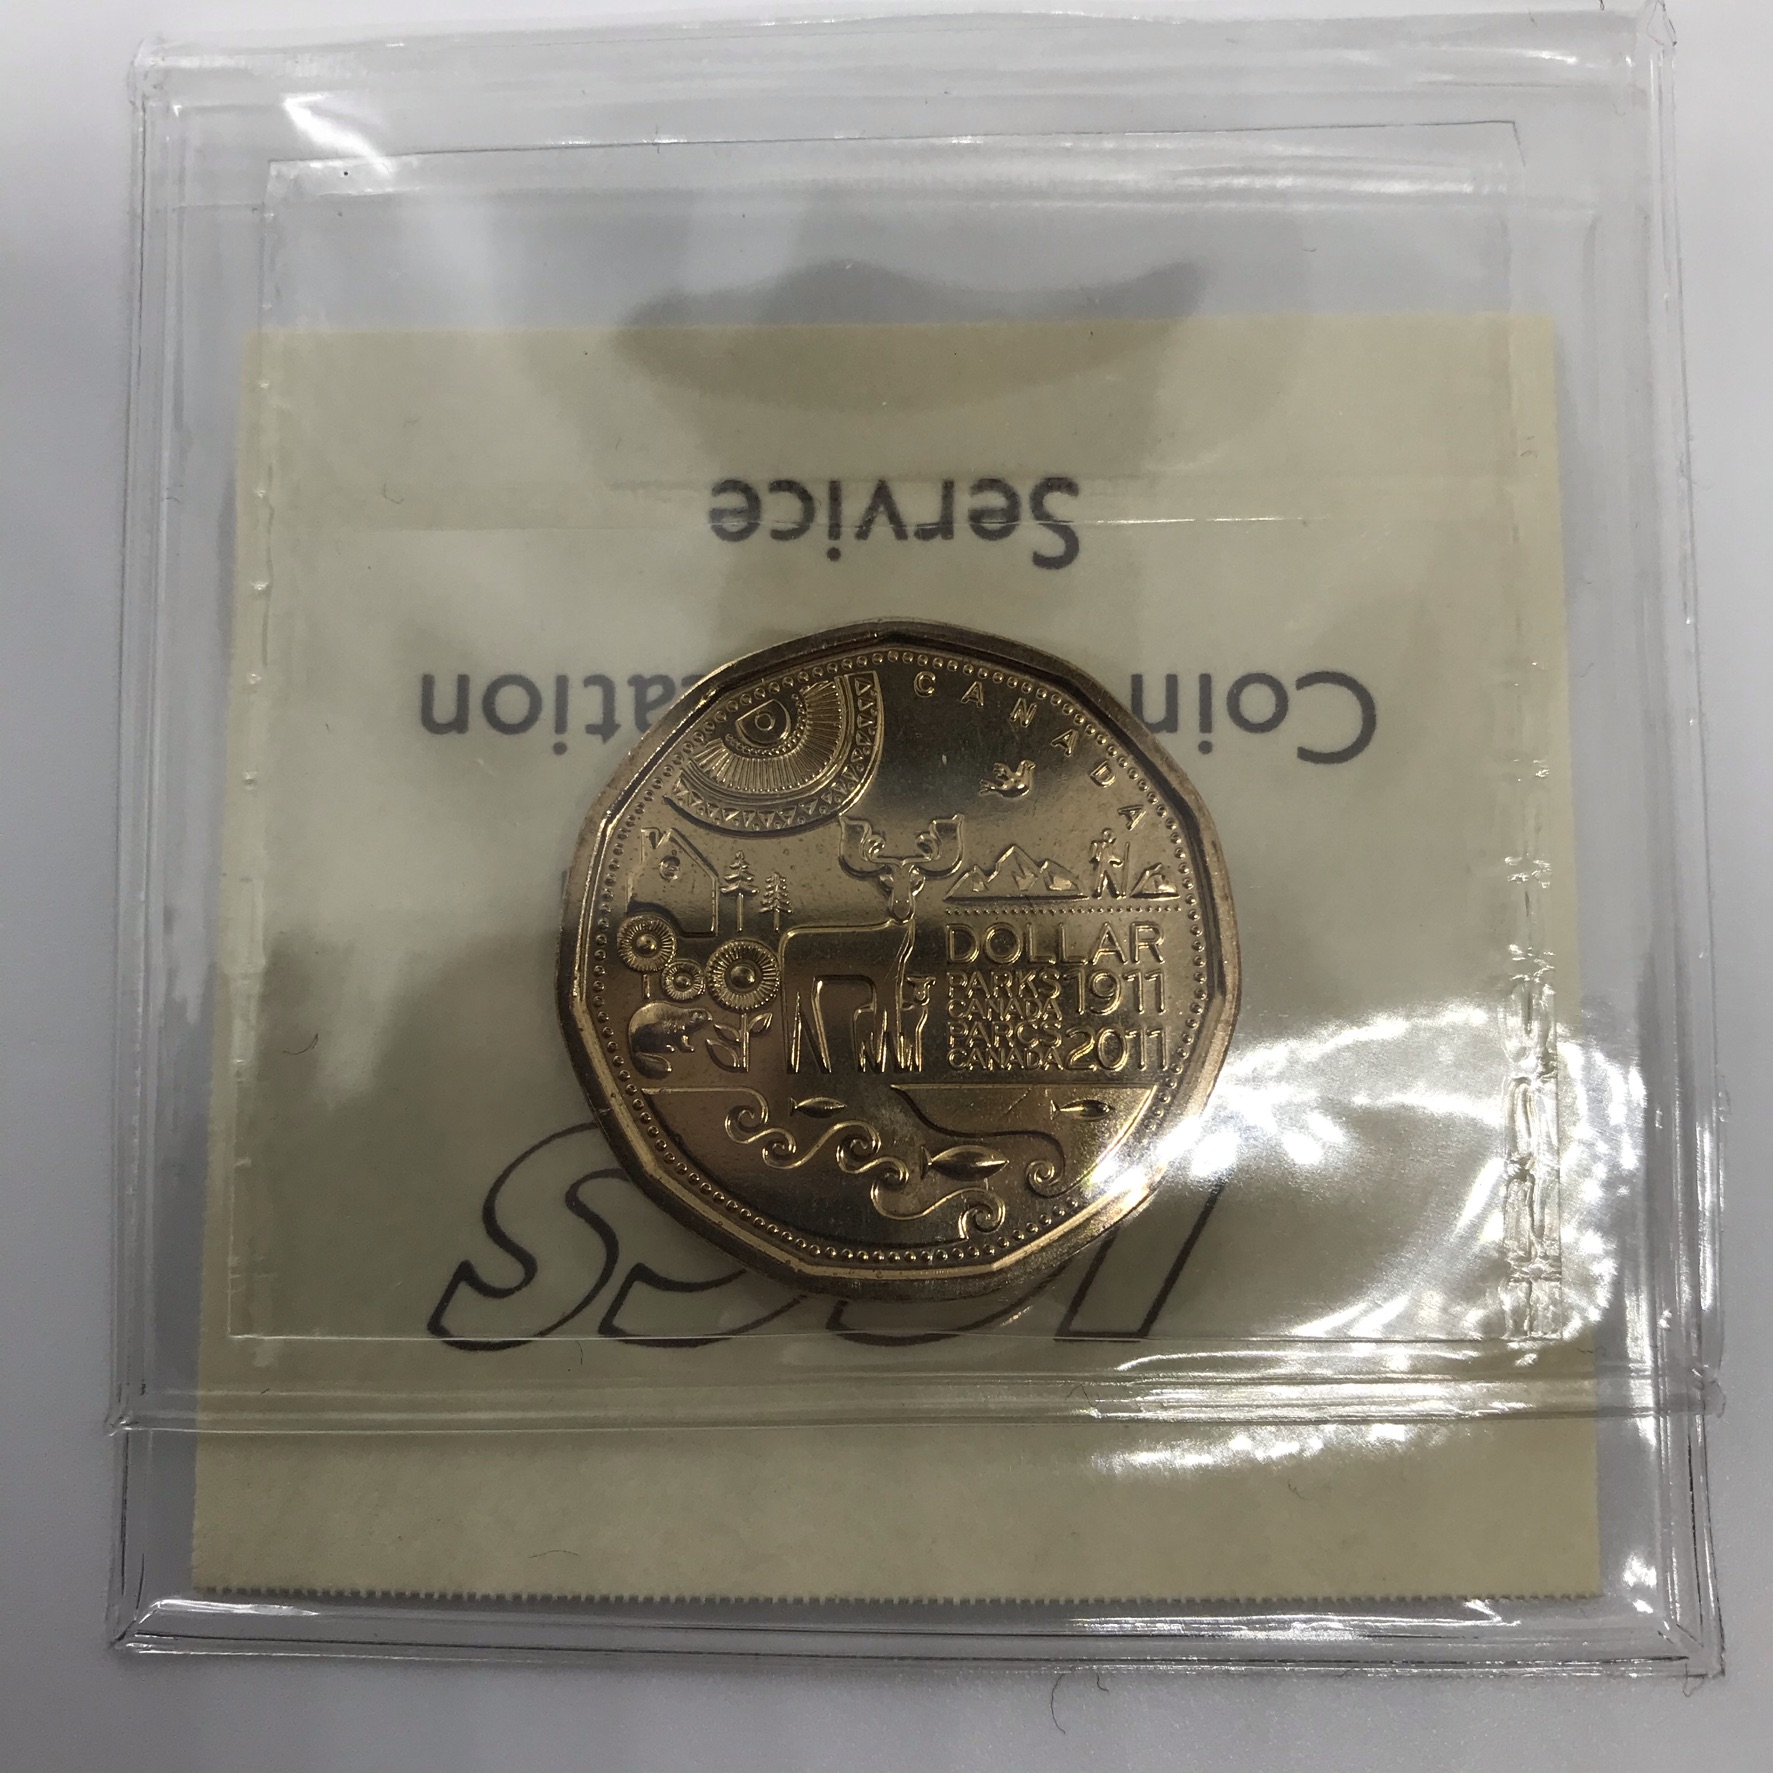 Service
Coin ation
ICCS
CANADA
DOLLAR
PARKS 1911
CANADA
PARCS 2011
CANADA